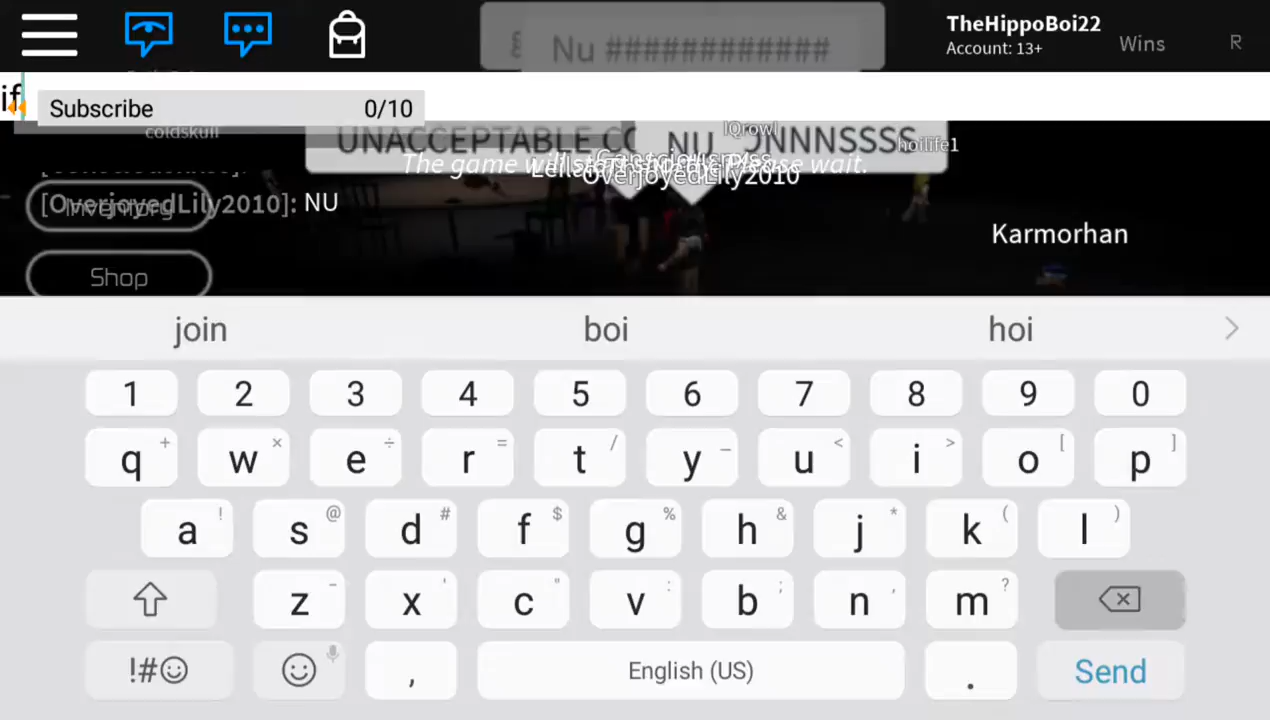 Nu ############
TheHippoBoi22
Account: 13+
Wins
R
if
Subscribe 0/10
coldskull
lQrowl
hoilife1
UNACCEPTABLE
NU
The game will
wait.
OverjoyedLily2010
[OverjoyedLily2010]: NU
Inventory
Karmorhan
Shop
join boi hoi
1 2 3 4 5 6 7 8 9 0
+ × ÷ = / _ < > [ ]
q w e r t y u i o p
! @ # $ % & * ( )
a s d f g h j k l
- ' " : ; , ?
z x c v b n m
!#☺ , English (US) . Send